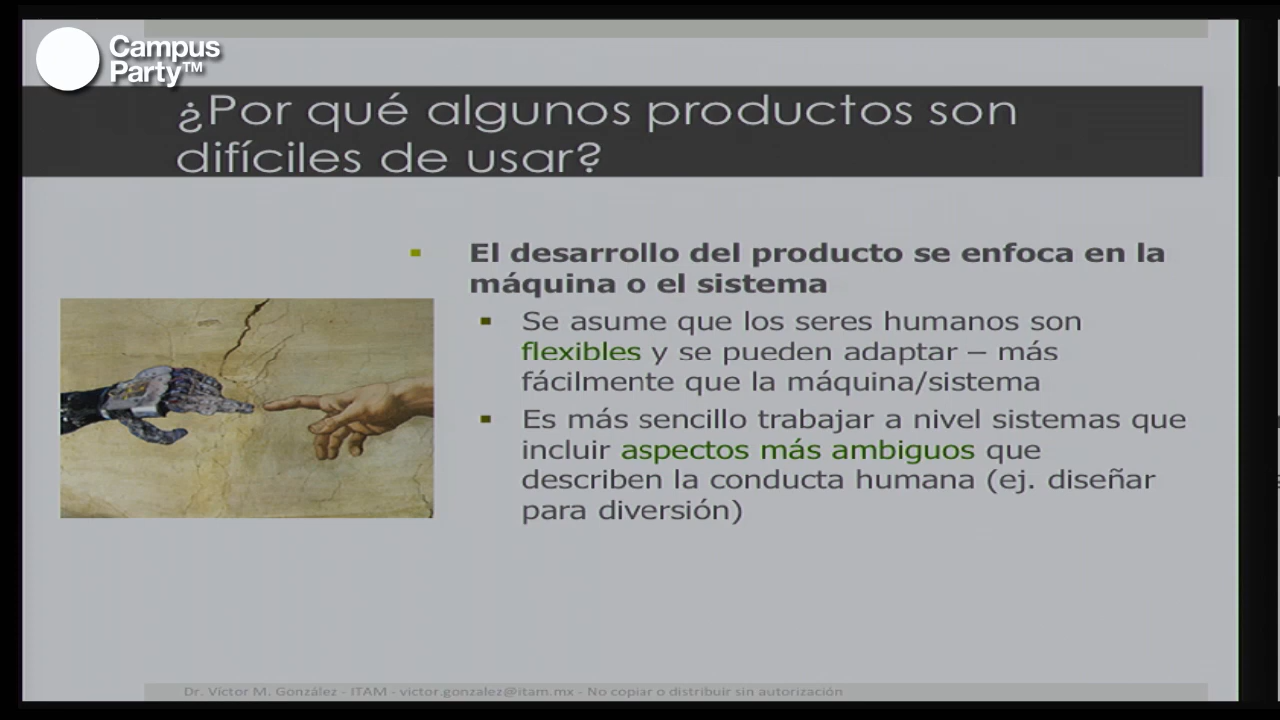 Campus
Party™
¿Por qué algunos productos son
difíciles de usar?
El desarrollo del producto se enfoca en la
máquina o el sistema
Se asume que los seres humanos son
flexibles y se pueden adaptar – más
fácilmente que la máquina/sistema
Es más sencillo trabajar a nivel sistemas que
incluir aspectos más ambiguos que
describen la conducta humana (ej. diseñar
para diversión)
Dr. Víctor M. González - ITAM - victor.gonzalez@itam.mx - No copiar o distribuir sin autorización